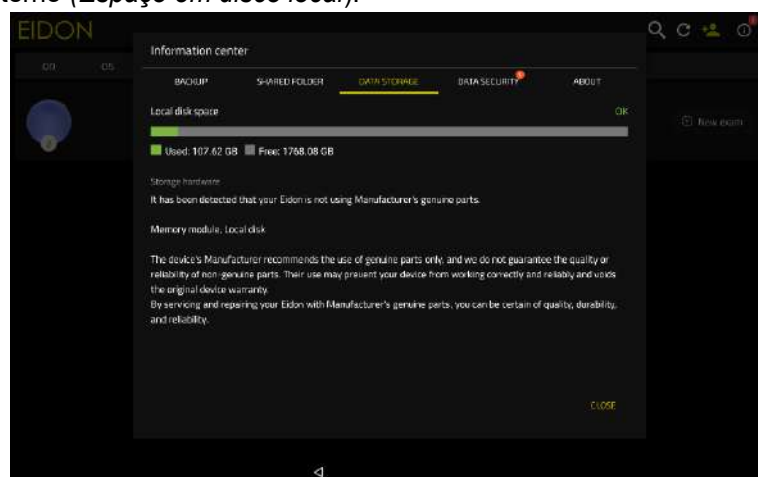 terno (Espaço em disco local).
EIDON
Information center
BACKUP SHARED FOLDER DATA STORAGE DATA SECURITY ABOUT
Local disk space OK
New exam
Used: 107.62 GB Free: 1768.08 GB
Storage hardware
It has been detected that your Eidon is not using Manufacturer's genuine parts.
Memory module, Local disk
The device's Manufacturer recommends the use of genuine parts only, and we do not guarantee the quality or
reliability of non-genuine parts. Their use may prevent your device from working correctly and reliably and voids
the original device warranty.
By servicing and repairing your Eidon with Manufacturer's genuine parts, you can be certain of quality, durability,
and reliability.
CLOSE